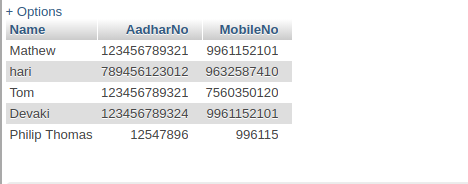 + Options
Name AadharNo MobileNo
Mathew 123456789321 9961152101
hari 789456123012 9632587410
Tom 123456789321 7560350120
Devaki 123456789324 9961152101
Philip Thomas 12547896 996115